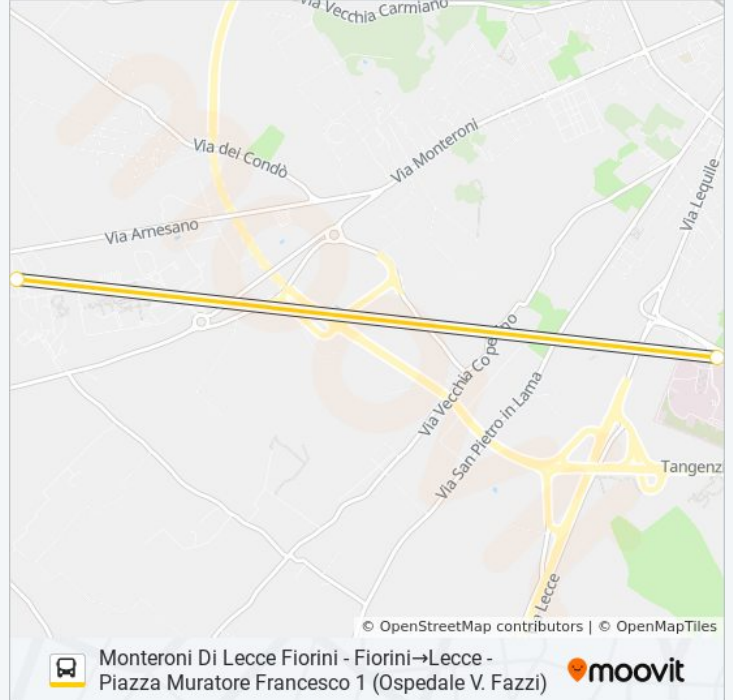 Via Vecchia Carmiano
Via Monteroni
Via dei Condò
Via Lequile
Via Arnesano
Via Vecchia Copertino
Via San Pietro in Lama
Tangenz
Lecce
© OpenStreetMap contributors | © OpenMapTiles
Monteroni Di Lecce Fiorini - Fiorini→Lecce -
Piazza Muratore Francesco 1 (Ospedale V. Fazzi)
moovit